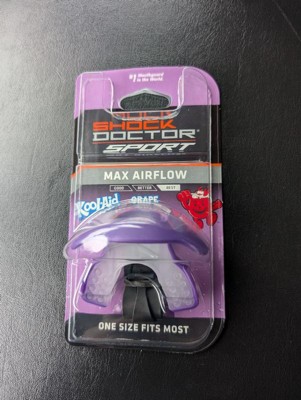 #1 Mouthguard
in the World
SHOCK
DOCTOR
SPORT
MAX AIRFLOW
GOOD BETTER BEST
Kool-Aid GRAPE
ONE SIZE FITS MOST